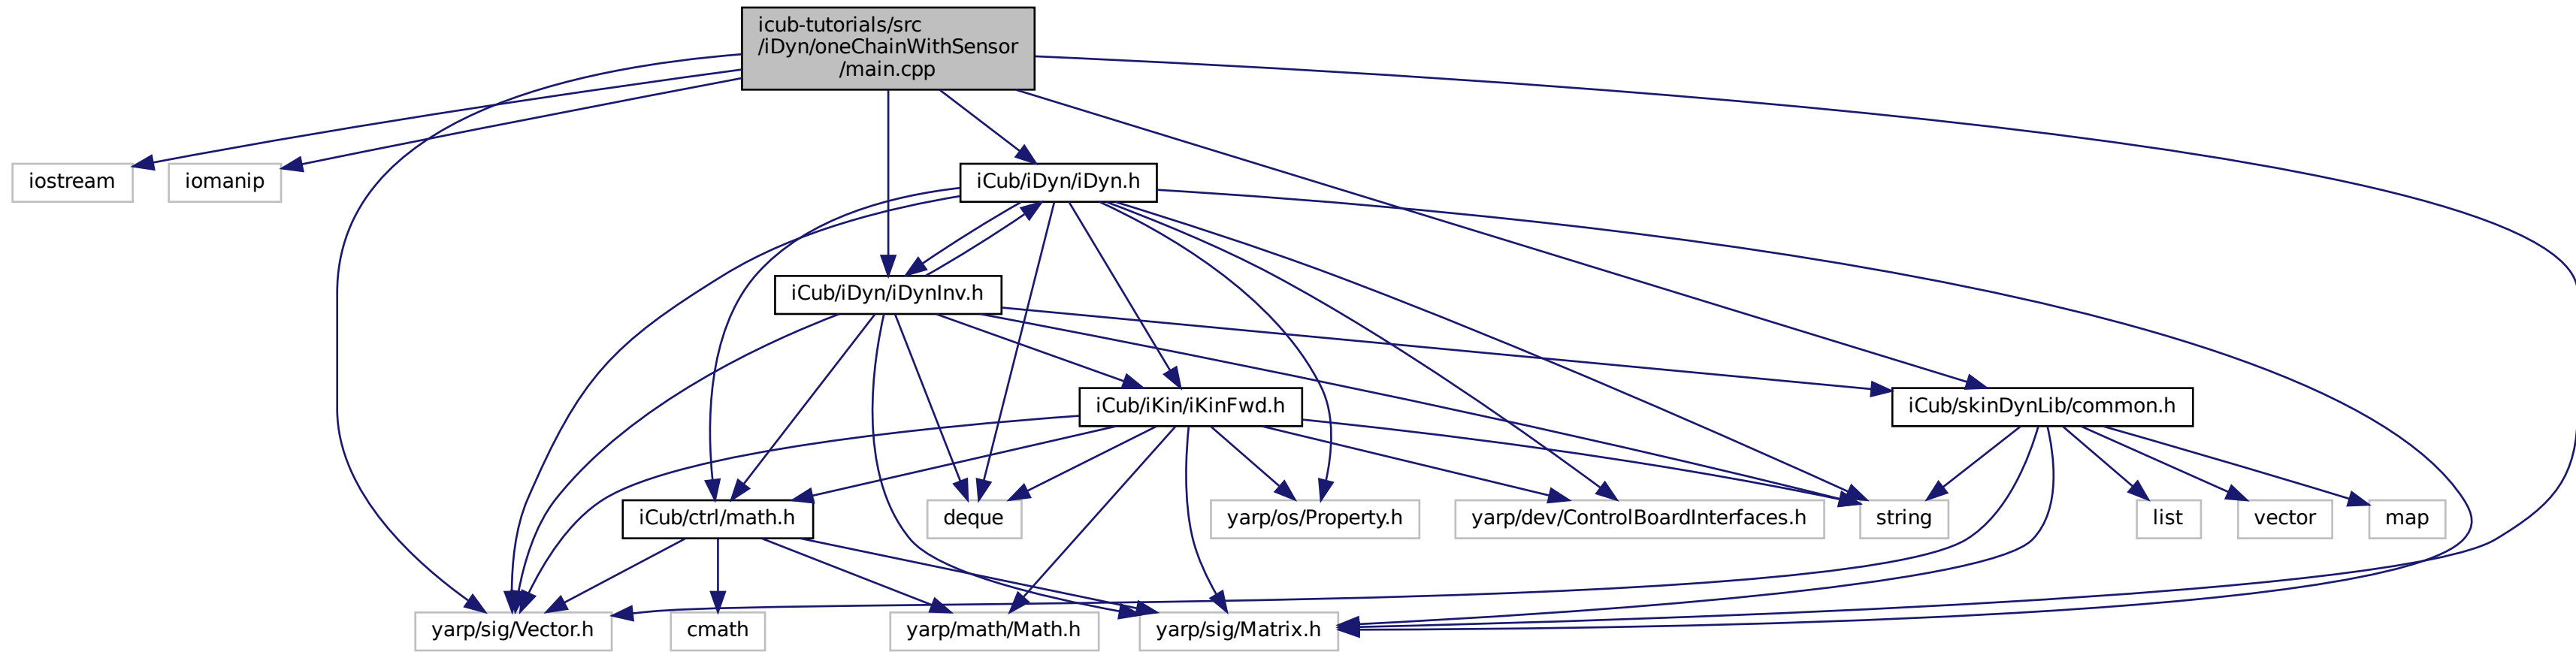 icub-tutorials/src
/iDyn/oneChainWithSensor
/main.cpp
iostream
iomanip
iCub/iDyn/iDyn.h
iCub/iDyn/iDynInv.h
iCub/iKin/iKinFwd.h
iCub/skinDynLib/common.h
iCub/ctrl/math.h
deque
yarp/os/Property.h
yarp/dev/ControlBoardInterfaces.h
string
list
vector
map
yarp/sig/Vector.h
cmath
yarp/math/Math.h
yarp/sig/Matrix.h